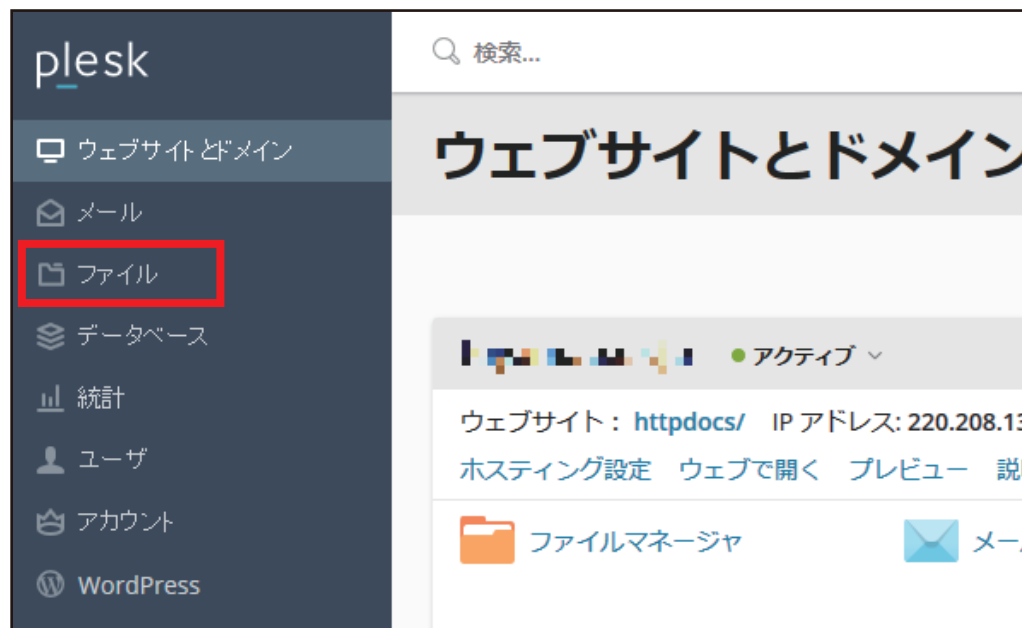 plesk
検索...
ウェブサイトとドメイン
メール
ファイル
データベース
統計
ユーザ
アカウント
WordPress
ウェブサイトとドメイン
アクティブ
ウェブサイト： httpdocs/ IP アドレス: 220.208.13
ホスティング設定 ウェブで開く プレビュー 説
ファイルマネージャ メー